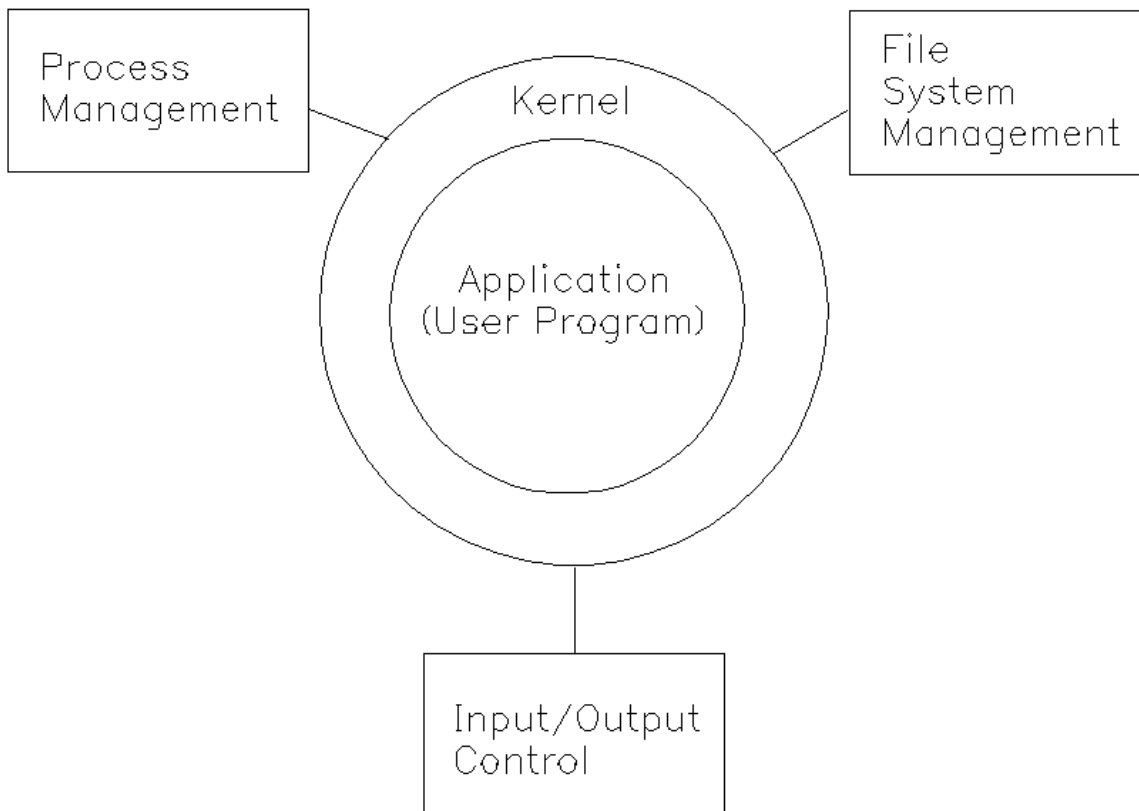 Process
Management
File
System
Management
Kernel
Application
(User Program)
Input/Output
Control